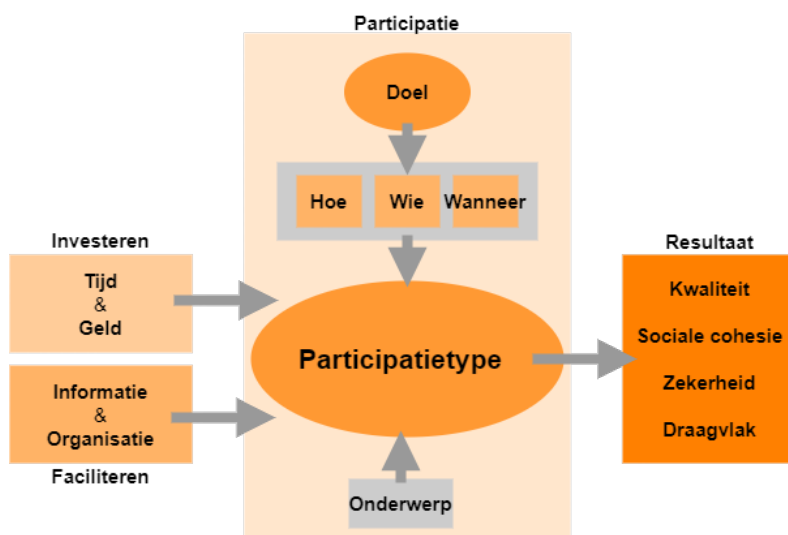 Participatie
Doel
Hoe
Wie
Wanneer
Investeren
Tijd
&
Geld
Informatie
&
Organisatie
Faciliteren
Participatietype
Onderwerp
Resultaat
Kwaliteit
Sociale cohesie
Zekerheid
Draagvlak